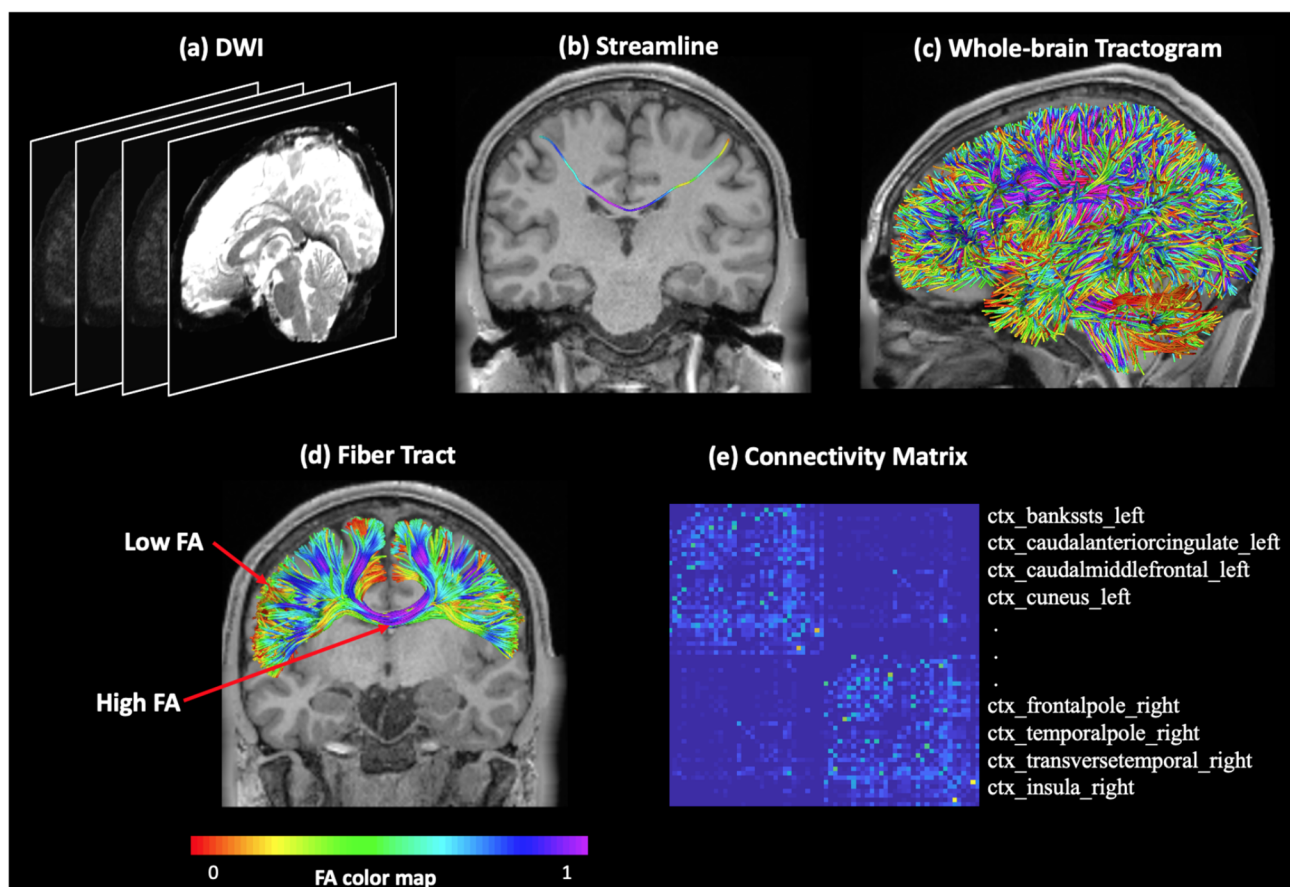 (a) DWI
(b) Streamline
(c) Whole-brain Tractogram
(d) Fiber Tract
Low FA
High FA
0
1
FA color map
(e) Connectivity Matrix
ctx_bankssts_left
ctx_caudalanteriorcingulate_left
ctx_caudalmiddlefrontal_left
ctx_cuneus_left
.
.
.
ctx_frontalpole_right
ctx_temporalpole_right
ctx_transversetemporal_right
ctx_insula_right